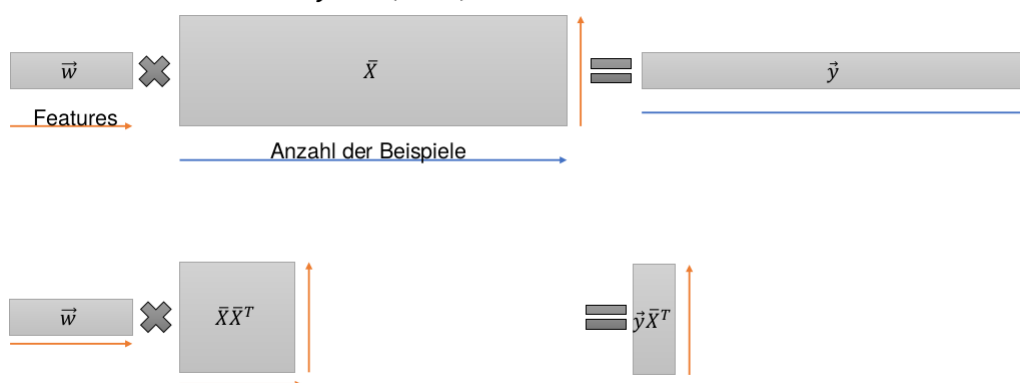 w⃗ X̄ y⃗
Features
Anzahl der Beispiele
w⃗ X̄X̄ᵀ y⃗X̄ᵀ